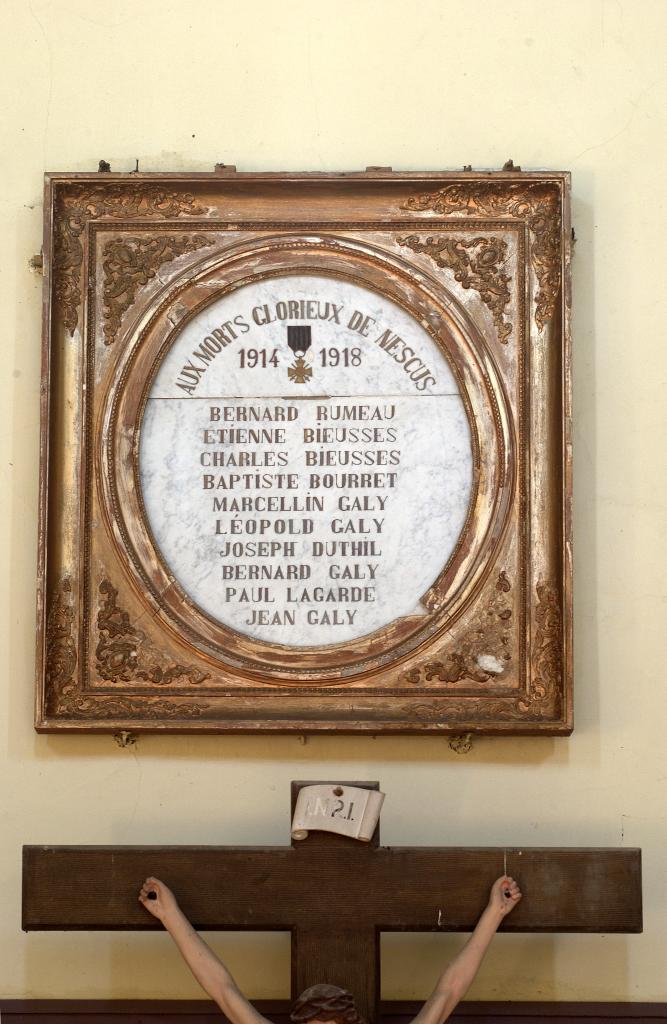 AUX MORTS GLORIEUX DE NESCUS
1914 1918
BERNARD RUMEAU
ETIENNE BIEUSSES
CHARLES BIEUSSES
BAPTISTE BOURRET
MARCELLIN GALY
LÉOPOLD GALY
JOSEPH DUTHIL
BERNARD GALY
PAUL LAGARDE
JEAN GALY
I.N.R.I.